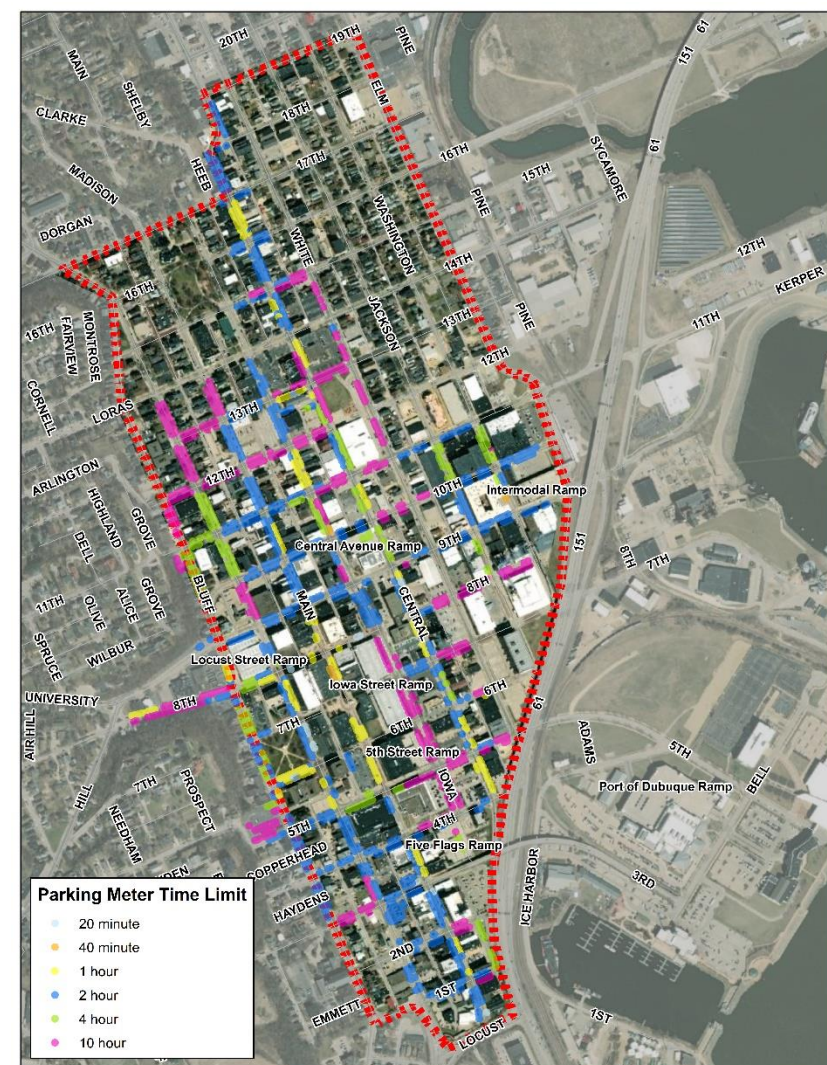 20TH
19TH
PINE
61
151
MAIN
SHELBY
ELM
18TH
CLARKE
61
17TH
16TH
SYCAMORE
HEEB
15TH
MADISON
PINE
WASHINGTON
DORGAN
WHITE
12TH
14TH
KERPER
16TH
JACKSON
PINE
11TH
13TH
16TH
FAIRVIEW
MONTROSE
12TH
CORNELL
LORAS
13TH
ARLINGTON
12TH
10TH
Intermodal Ramp
HIGHLAND
GROVE
151
DELL
Central Avenue Ramp
9TH
8TH
7TH
11TH
OLIVE
ALICE
GROVE
BLUFF
MAIN
CENTRAL
8TH
SPRUCE
WILBUR
Locust Street Ramp
UNIVERSITY
8TH
Iowa Street Ramp
6TH
61
AIR HILL
7TH
6TH
ADAMS
5TH
5th Street Ramp
HILL
7TH
PROSPECT
IOWA
Port of Dubuque Ramp
BELL
NEEDHAM
5TH
4TH
COPPERHEAD
Five Flags Ramp
3RD
HAYDENS
ICE HARBOR
2ND
1ST
1ST
EMMETT
LOCUST
Parking Meter Time Limit
20 minute
40 minute
1 hour
2 hour
4 hour
10 hour